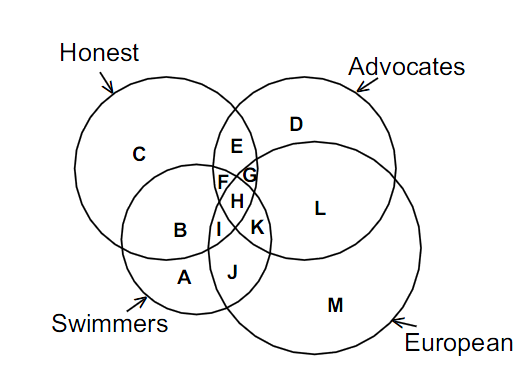 Honest
Advocates
D
E
C
F G
H
L
B I K
A J
M
Swimmers
European